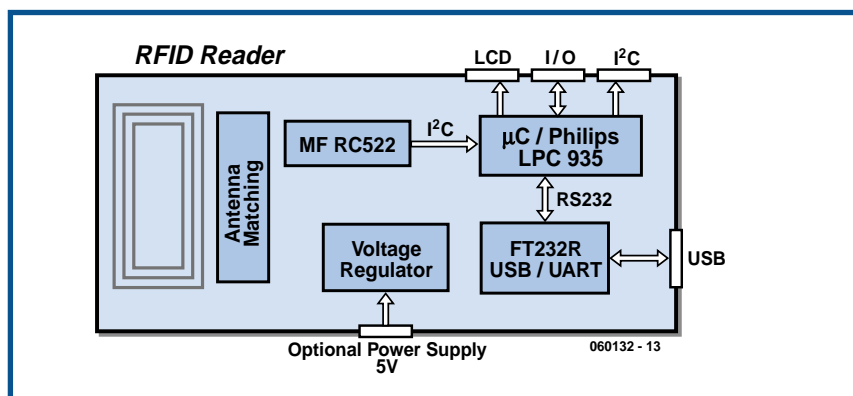 RFID Reader
LCD
I/O
I²C
Antenna
Matching
MF RC522
I²C
µC / Philips
LPC 935
RS232
Voltage
Regulator
FT232R
USB / UART
USB
Optional Power Supply
5V
060132 - 13